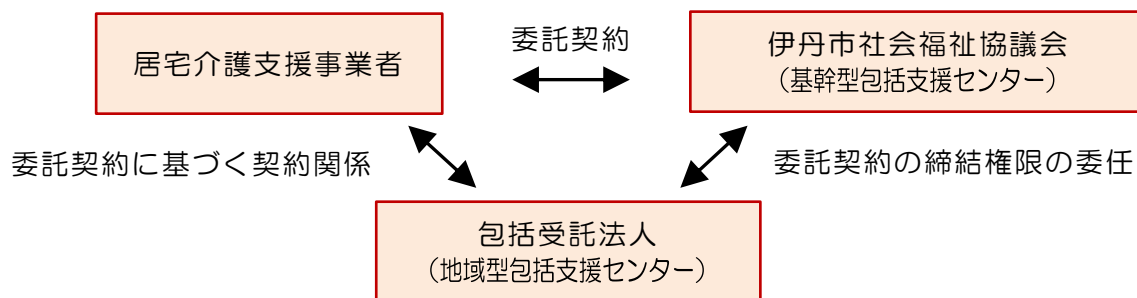 委託契約
居宅介護支援事業者
伊丹市社会福祉協議会
（基幹型包括支援センター）
委託契約に基づく契約関係
委託契約の締結権限の委任
包括受託法人
（地域型包括支援センター）